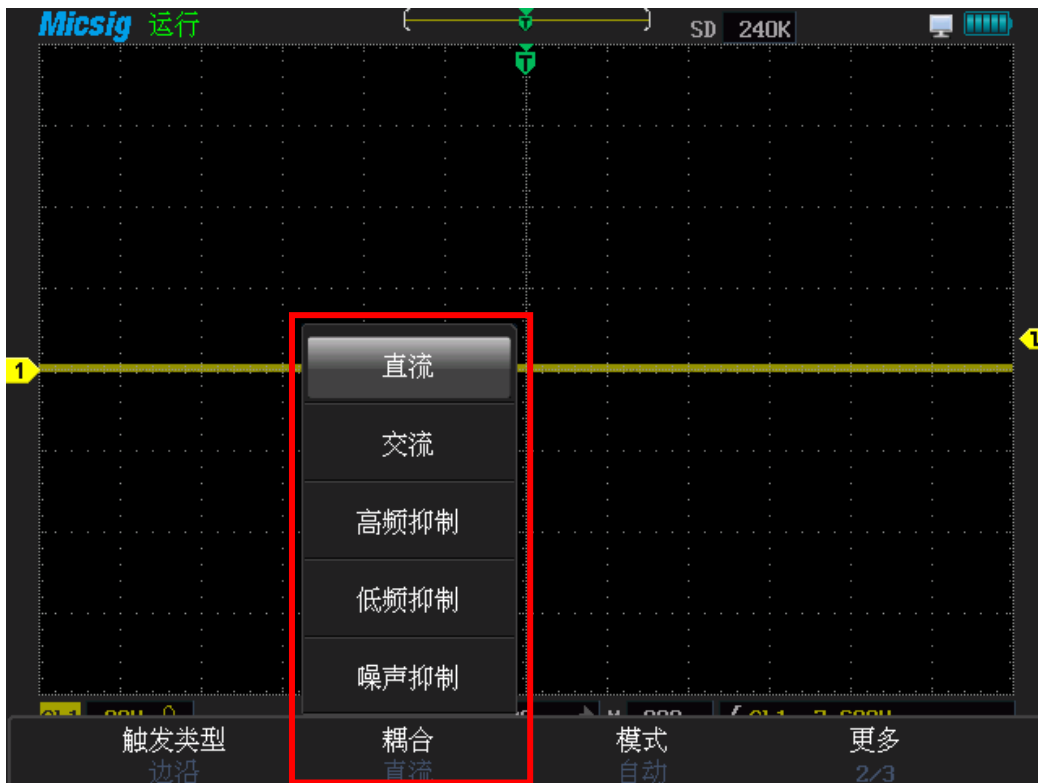 Micsig 运行 SD 240K
T
T
1
直流
交流
高频抑制
低频抑制
噪声抑制
触发类型 耦合 模式 更多
边沿 直流 自动 2/3